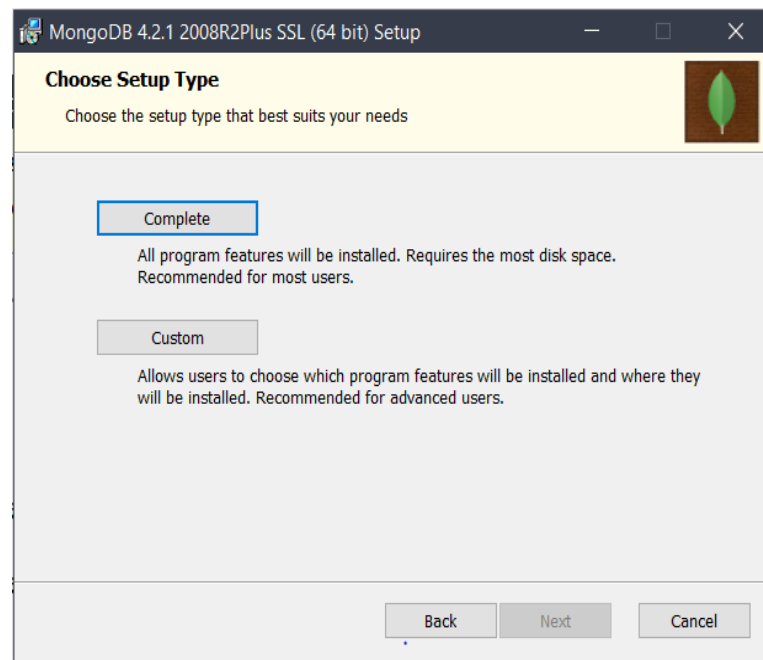 MongoDB 4.2.1 2008R2Plus SSL (64 bit) Setup
Choose Setup Type
Choose the setup type that best suits your needs
Complete
All program features will be installed. Requires the most disk space.
Recommended for most users.
Custom
Allows users to choose which program features will be installed and where they
will be installed. Recommended for advanced users.
Back Next Cancel